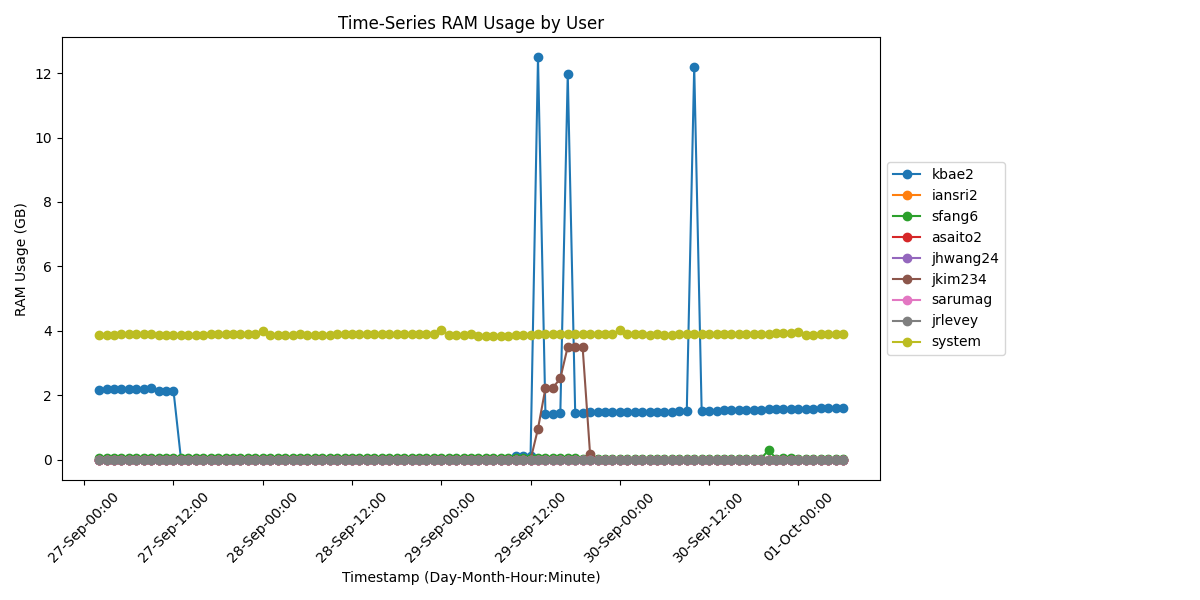 Time-Series RAM Usage by User
RAM Usage (GB)
12
10
8
6
4
2
0
27-Sep-00:00
27-Sep-12:00
28-Sep-00:00
28-Sep-12:00
29-Sep-00:00
29-Sep-12:00
30-Sep-00:00
30-Sep-12:00
01-Oct-00:00
Timestamp (Day-Month-Hour:Minute)
kbae2
iansri2
sfang6
asaito2
jhwang24
jkim234
sarumag
jrlevey
system